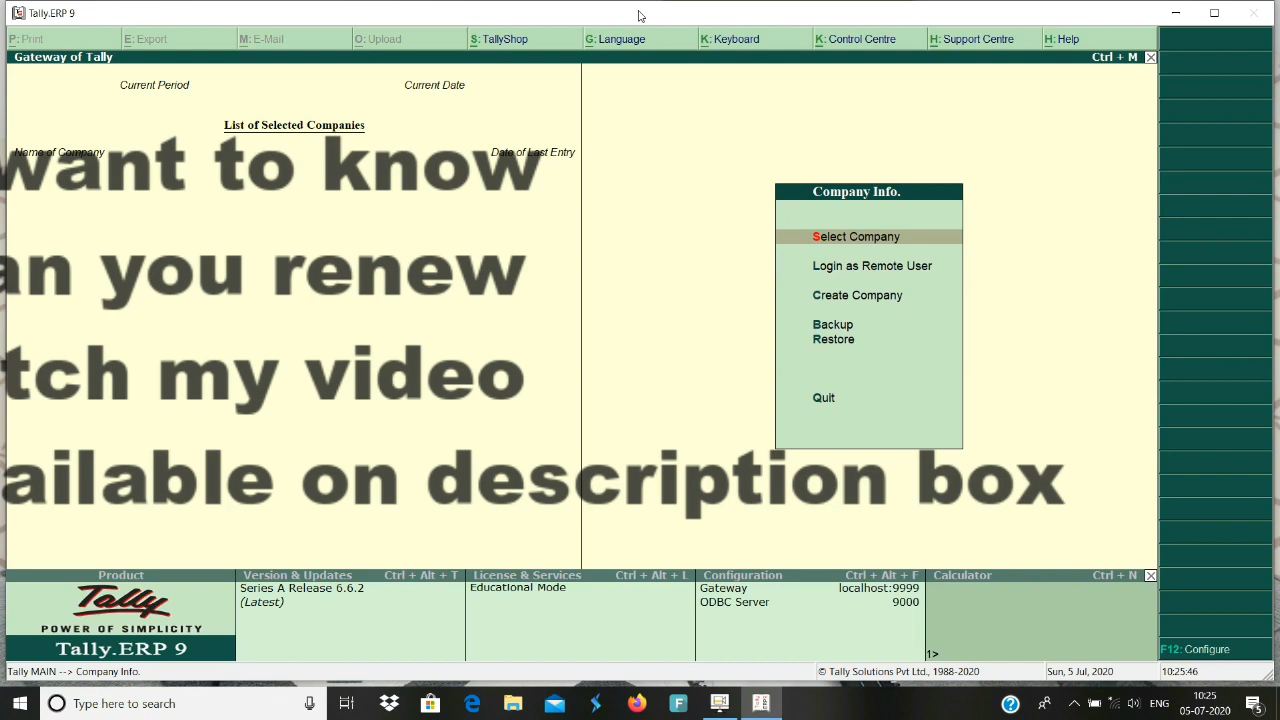 Tally.ERP 9
P: Print
E: Export
M: E-Mail
O: Upload
S: TallyShop
G: Language
K: Keyboard
K: Control Centre
H: Support Centre
H: Help
Gateway of Tally
Ctrl + M
Current Period
Current Date
List of Selected Companies
Name of Company
Date of Last Entry
want to know
an you renew
tch my video
ailable on description box
Company Info.
Select Company
Login as Remote User
Create Company
Backup
Restore
Quit
Product
Tally
POWER OF SIMPLICITY
Tally.ERP 9
Version & Updates Ctrl + Alt + T
Series A Release 6.6.2
(Latest)
License & Services Ctrl + Alt + L
Educational Mode
Configuration Ctrl + Alt + F
Gateway localhost:9999
ODBC Server 9000
Calculator Ctrl + N
1>
F12: Configure
Tally MAIN --> Company Info.
© Tally Solutions Pvt Ltd., 1988-2020
Sun, 5 Jul, 2020
10:25:46
Type here to search
ENG
10:25
05-07-2020
5